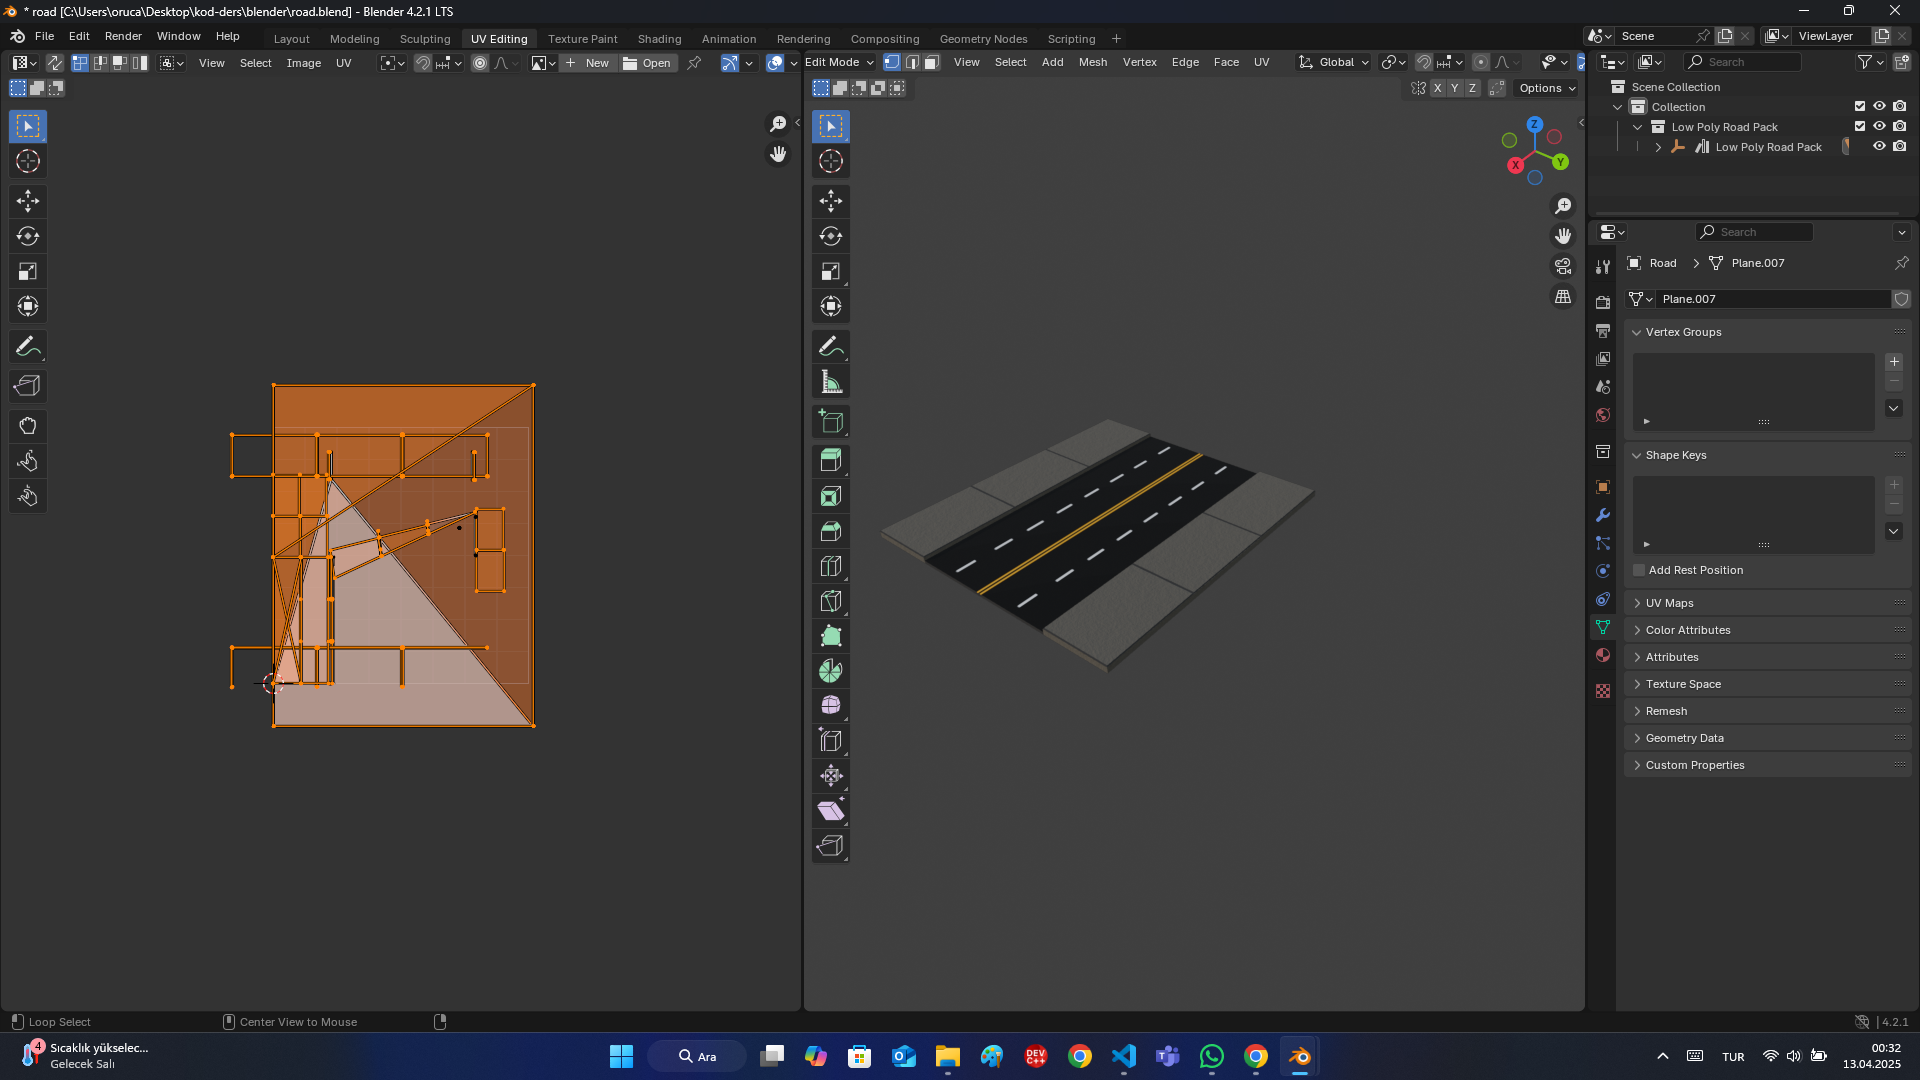 * road [C:\Users\oruca\Desktop\kod-ders\blender\road.blend] - Blender 4.2.1 LTS
File Edit Render Window Help
Layout Modeling Sculpting UV Editing Texture Paint Shading Animation Rendering Compositing Geometry Nodes Scripting +
Scene
ViewLayer
View Select Image UV
New
Open
Edit Mode
View Select Add Mesh Vertex Edge Face UV
Global
Search
X Y Z
Options
Scene Collection
Collection
Low Poly Road Pack
Low Poly Road Pack
Z
X
Y
Search
Road > Plane.007
Plane.007
Vertex Groups
Shape Keys
Add Rest Position
UV Maps
Color Attributes
Attributes
Texture Space
Remesh
Geometry Data
Custom Properties
Loop Select
Center View to Mouse
4.2.1
4
Sıcaklık yükselec...
Gelecek Salı
Ara
DEV C++
TUR
00:32
13.04.2025